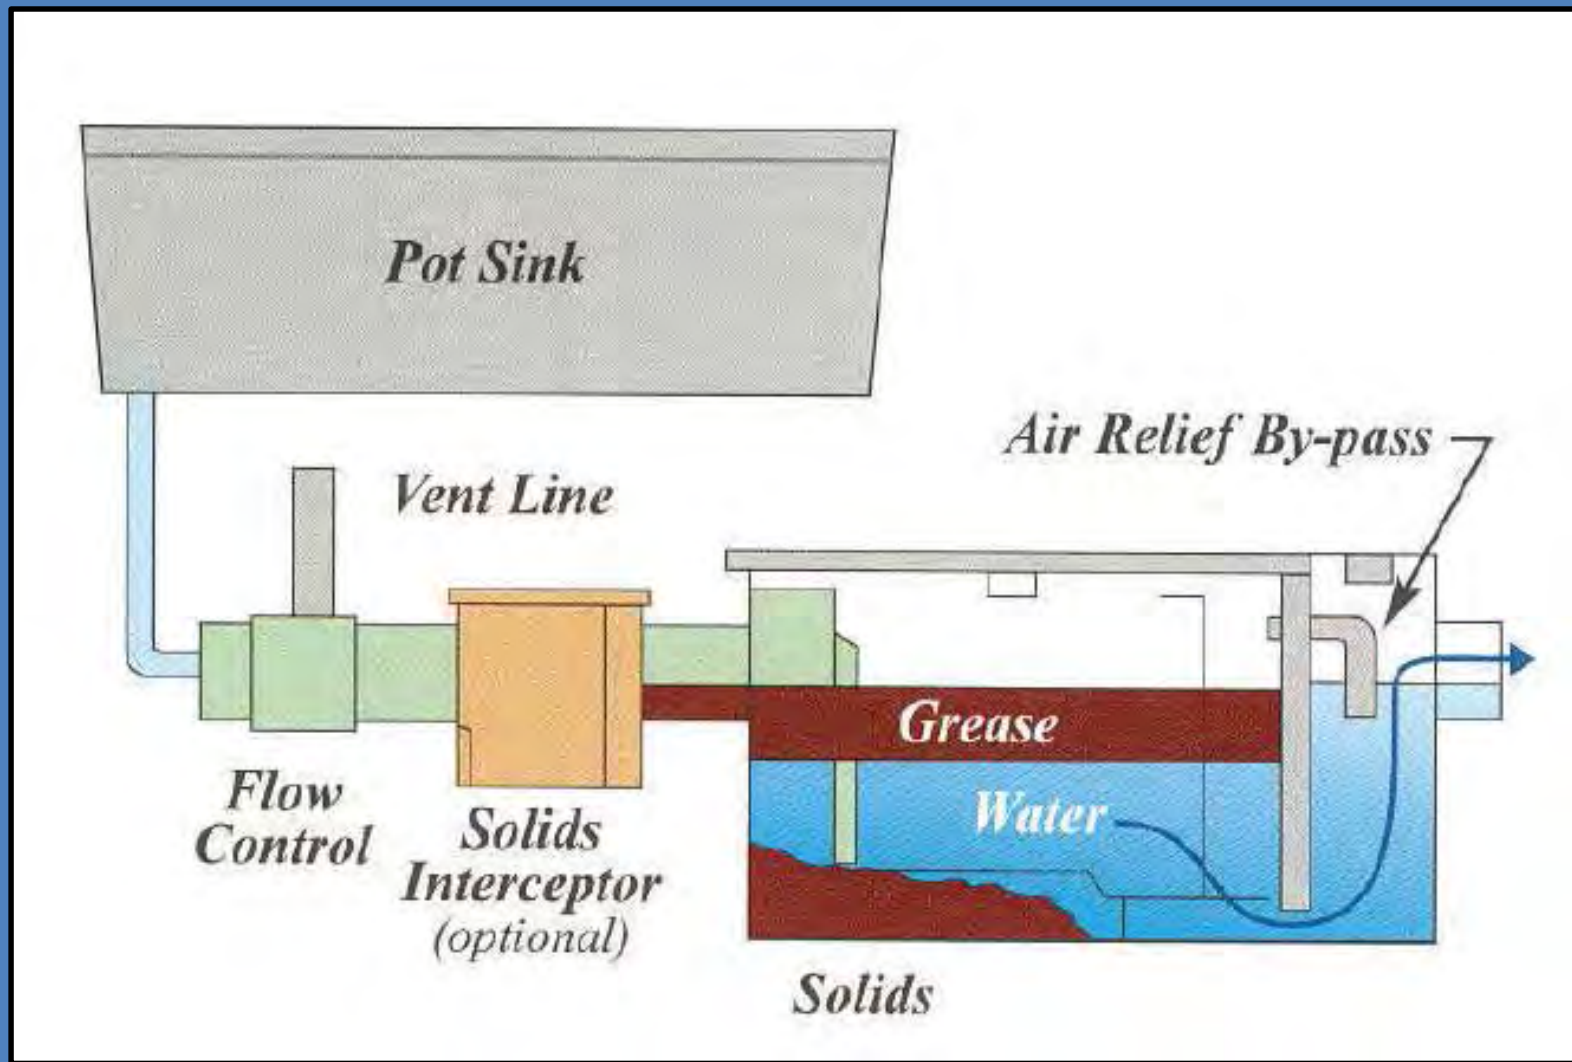 Pot Sink
Air Relief By-pass
Vent Line
Grease
Water
Flow
Control
Solids
Interceptor
(optional)
Solids